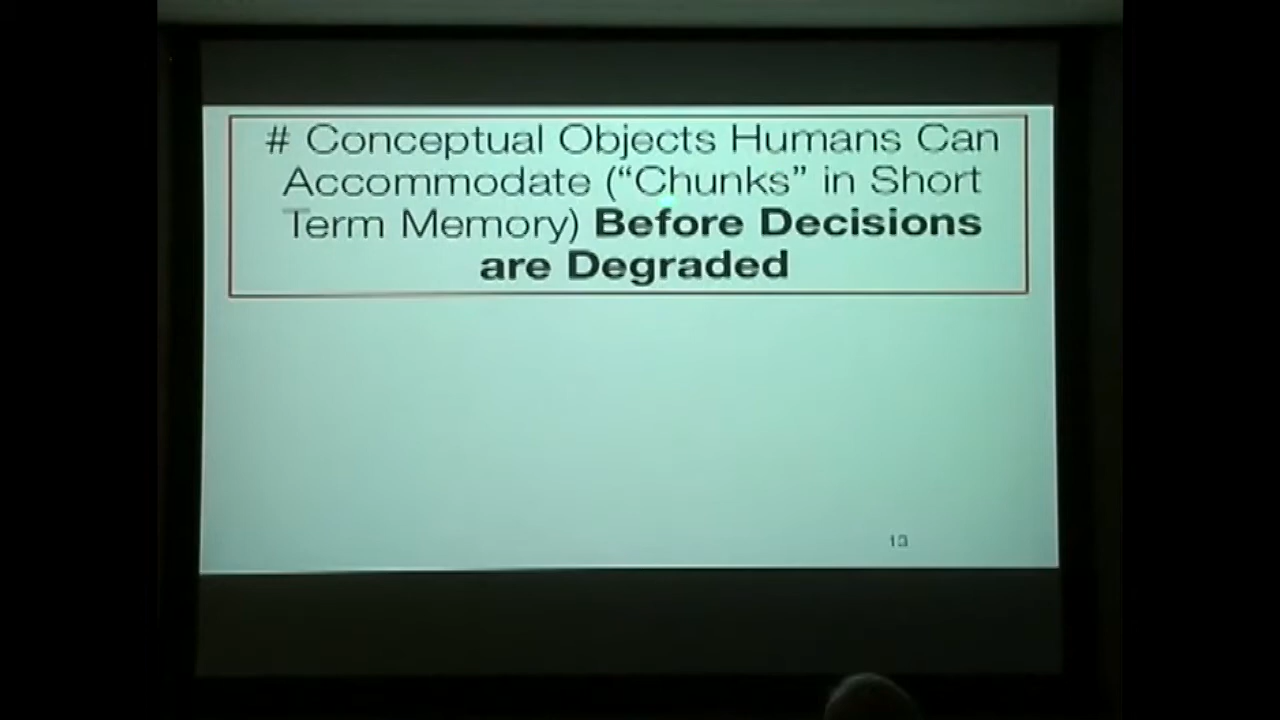 # Conceptual Objects Humans Can
Accommodate (“Chunks” in Short
Term Memory) Before Decisions
are Degraded
13